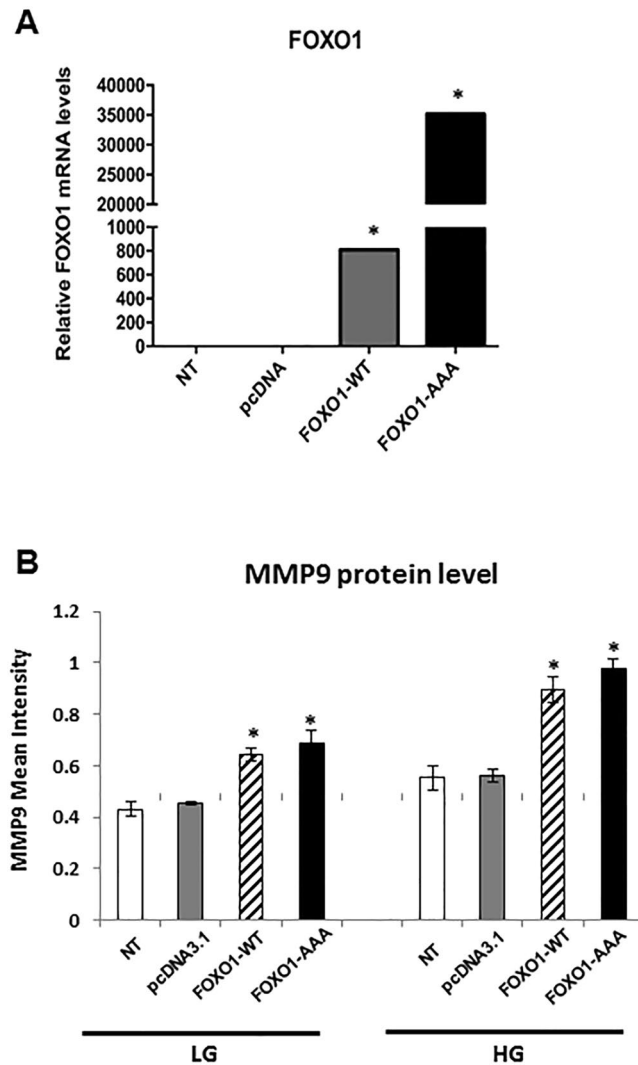 A
FOXO1
Relative FOXO1 mRNA levels
40000
35000
30000
25000
20000
1000
800
600
400
200
0
*
*
NT
pcDNA
FOXO1-WT
FOXO1-AAA
B
MMP9 protein level
MMP9 Mean Intensity
1.2
1
0.8
0.6
0.4
0.2
0
*
*
*
*
NT
pcDNA3.1
FOXO1-WT
FOXO1-AAA
NT
pcDNA3.1
FOXO1-WT
FOXO1-AAA
LG
HG